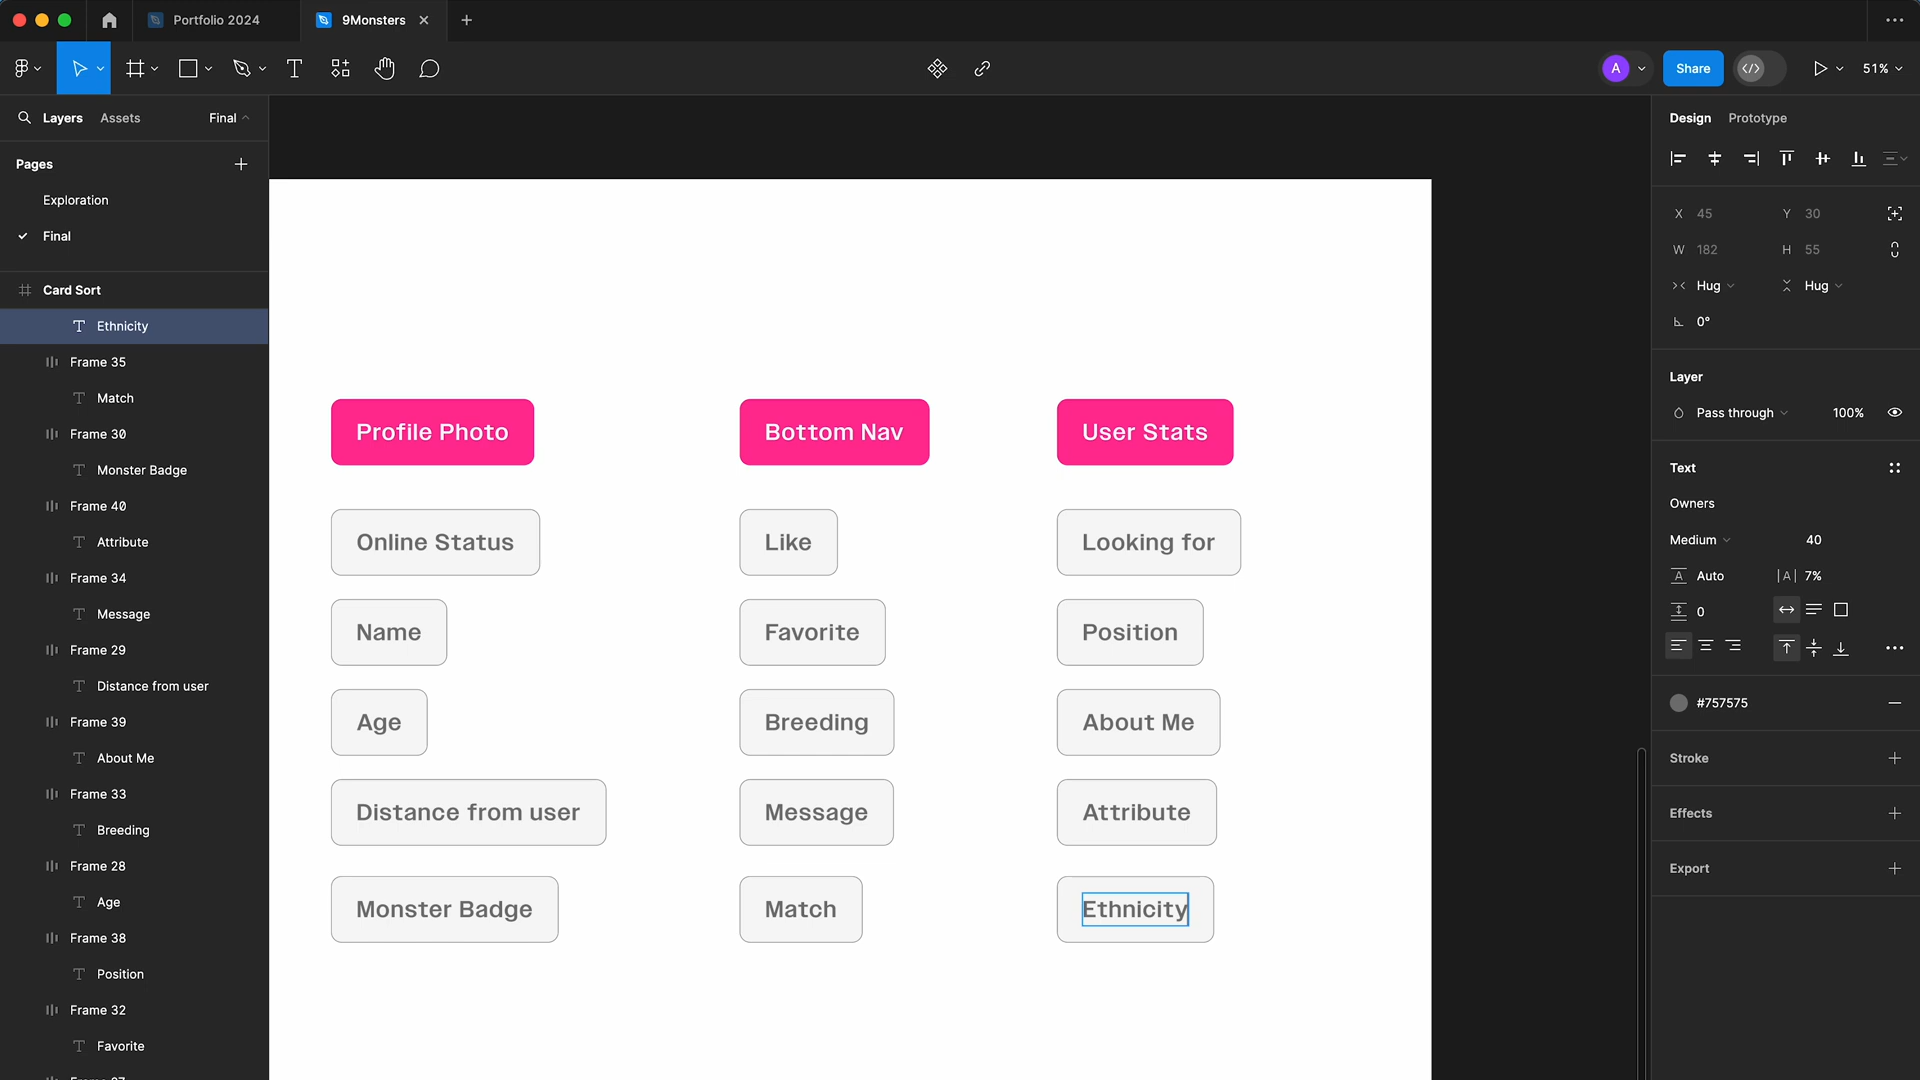 Portfolio 2024
9Monsters
A
Share
51%
Layers
Assets
Final
Pages
Exploration
Final
Card Sort
Ethnicity
Frame 35
Match
Frame 30
Monster Badge
Frame 40
Attribute
Frame 34
Message
Frame 29
Distance from user
Frame 39
About Me
Frame 33
Breeding
Frame 28
Age
Frame 38
Position
Frame 32
Favorite
Profile Photo
Online Status
Name
Age
Distance from user
Monster Badge
Bottom Nav
Like
Favorite
Breeding
Message
Match
User Stats
Looking for
Position
About Me
Attribute
Ethnicity
Design
Prototype
X 45
Y 30
W 182
H 55
Hug
Hug
0°
Layer
Pass through
100%
Text
Owners
Medium
40
Auto
7%
0
#757575
Stroke
Effects
Export